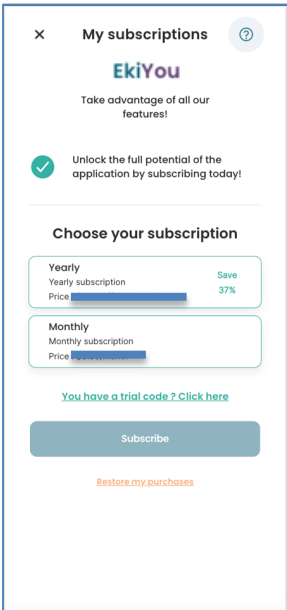 My subscriptions
EkiYou
Take advantage of all our
features!
Unlock the full potential of the
application by subscribing today!
Choose your subscription
Yearly
Yearly subscription
Save
37%
Price
Monthly
Monthly subscription
Price
You have a trial code ? Click here
Subscribe
Restore my purchases